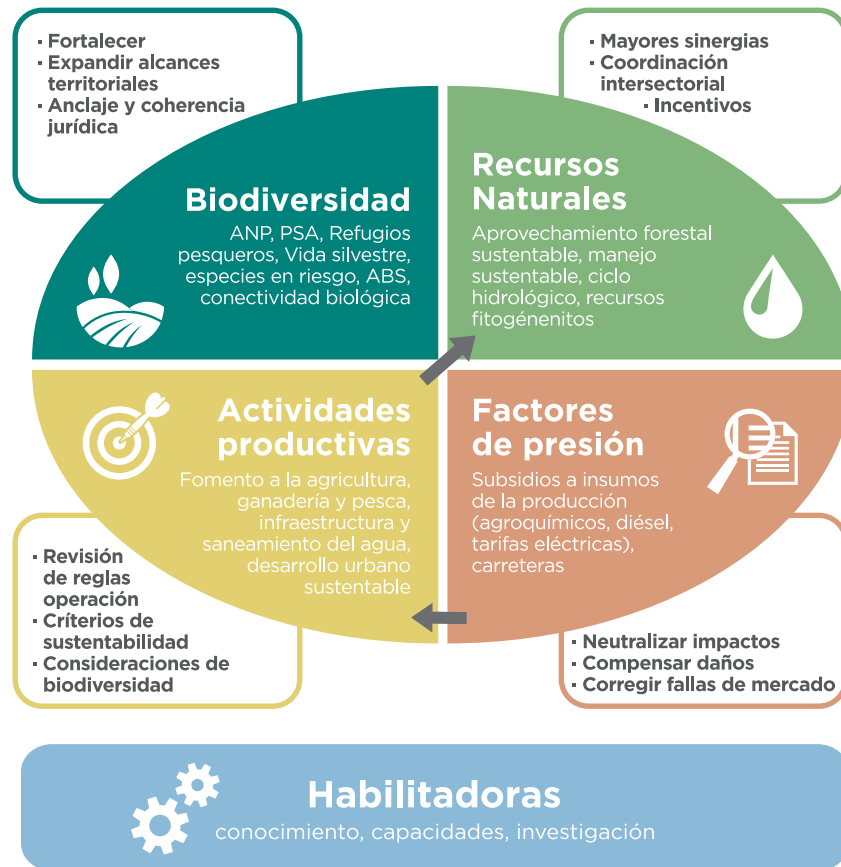 · Fortalecer
· Expandir alcances
territoriales
· Anclaje y coherencia
jurídica
· Mayores sinergias
· Coordinación
intersectorial
· Incentivos
Biodiversidad
ANP, PSA, Refugios
pesqueros, Vida silvestre,
especies en riesgo, ABS,
conectividad biológica
Recursos
Naturales
Aprovechamiento forestal
sustentable, manejo
sustentable, ciclo
hidrológico, recursos
fitogénenitos
Actividades
productivas
Fomento a la agricultura,
ganadería y pesca,
infraestructura y
saneamiento del agua,
desarrollo urbano
sustentable
Factores
de presión
Subsidios a insumos
de la producción
(agroquímicos, diésel,
tarifas eléctricas),
carreteras
· Revisión
de reglas
operación
· Críterios de
sustentabilidad
· Consideraciones de
biodiversidad
· Neutralizar impactos
· Compensar daños
· Corregir fallas de mercado
Habilitadoras
conocimiento, capacidades, investigación